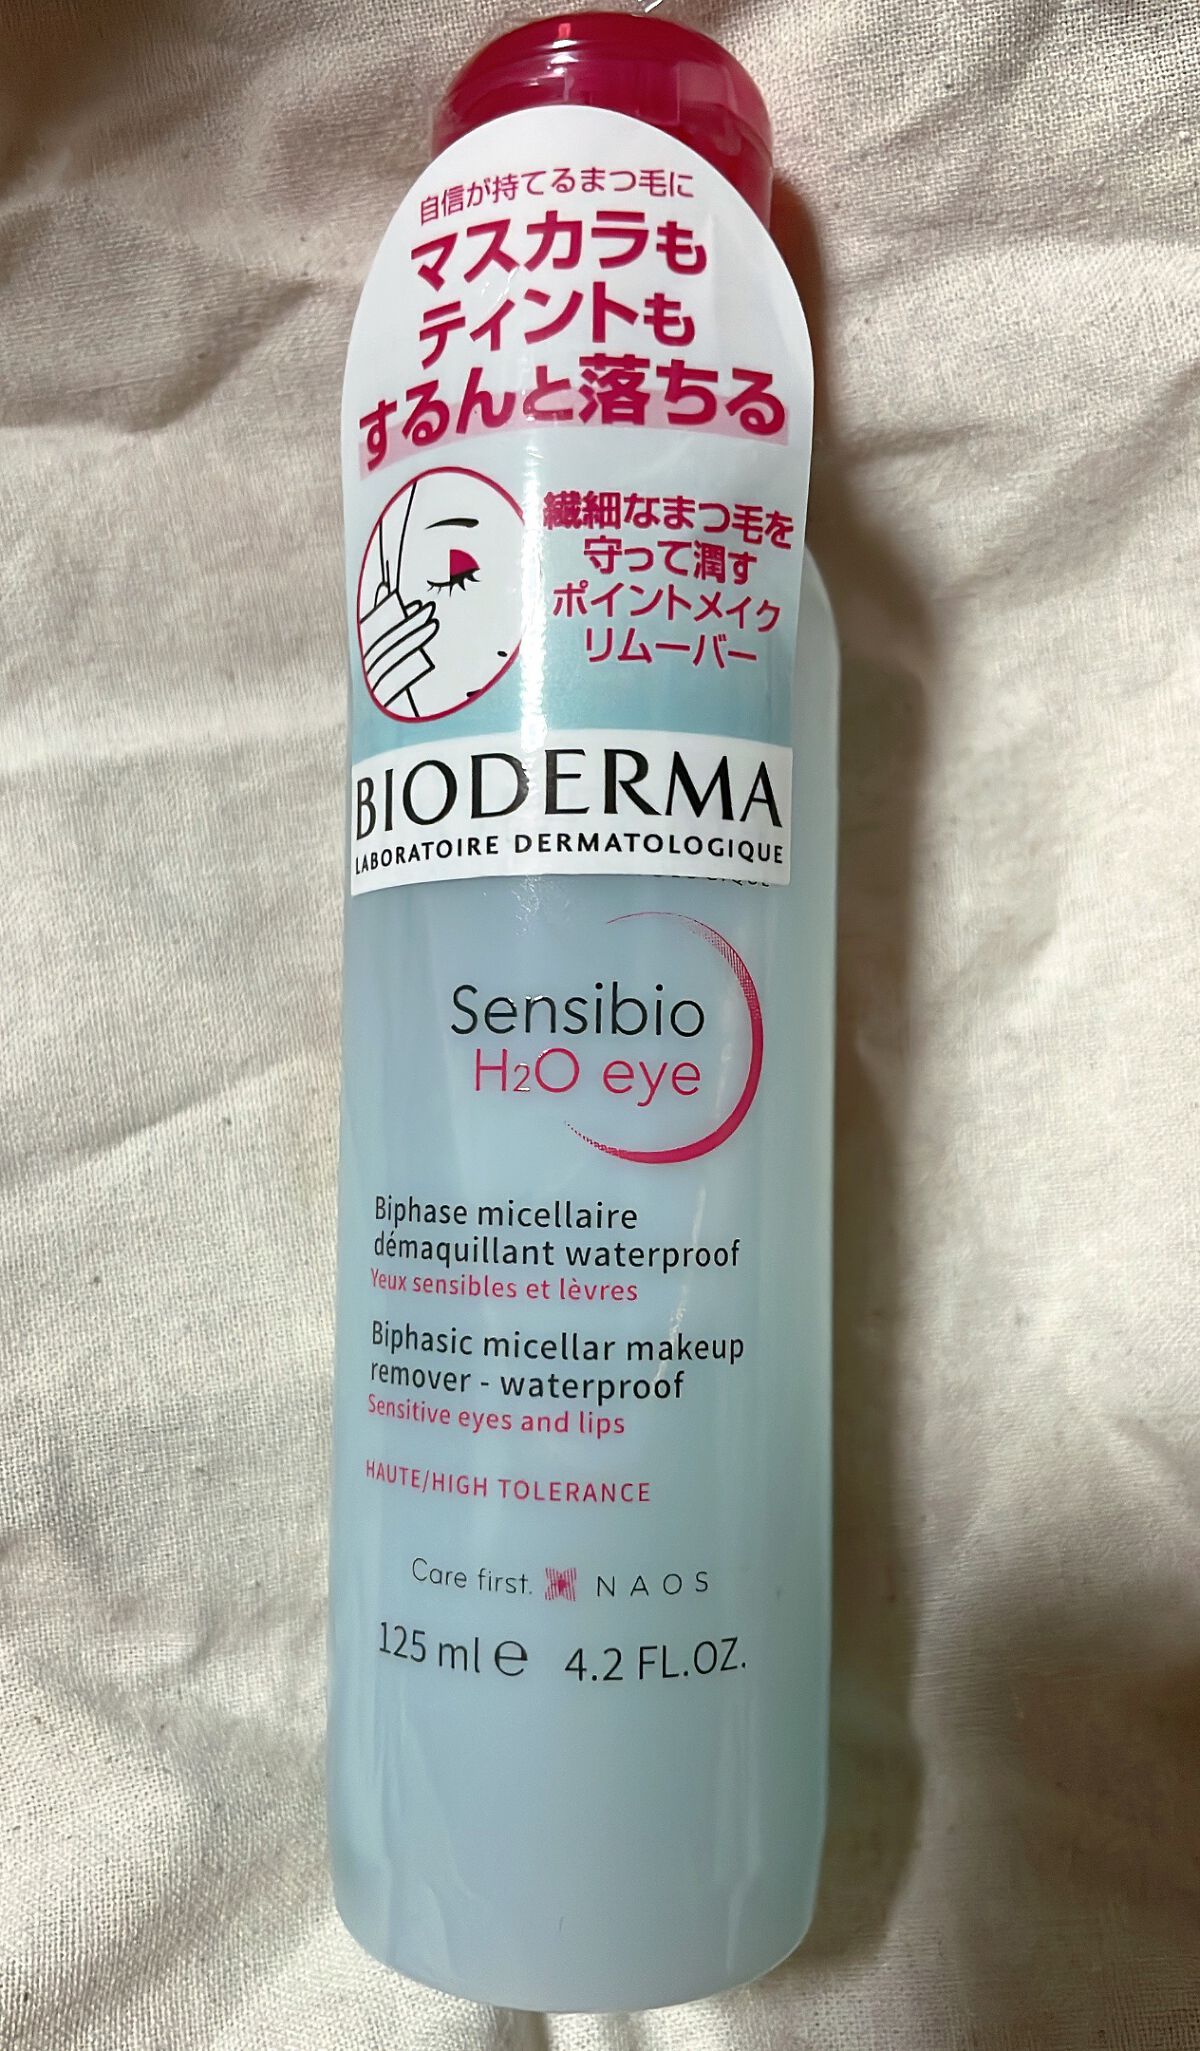 自信が持てるまつ毛に
マスカラも
ティントも
するんと落ちる
繊細なまつ毛を
守って潤す
ポイントメイク
リムーバー
BIODERMA
LABORATOIRE DERMATOLOGIQUE
Sensibio
H2O eye
Biphase micellaire
démaquillant waterproof
Yeux sensibles et lèvres
Biphasic micellar makeup
remover - waterproof
Sensitive eyes and lips
HAUTE/HIGH TOLERANCE
Care first. NAOS
125 ml e 4.2 FL.OZ.